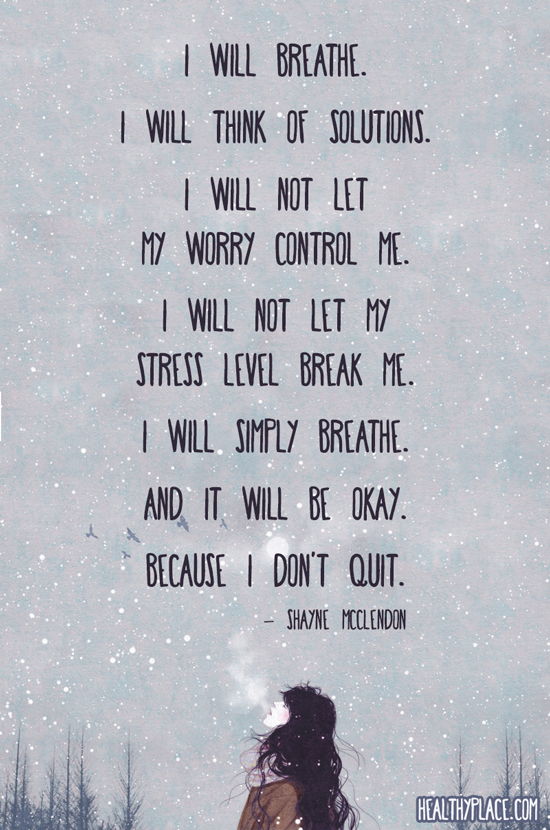 I WILL BREATHE.
I WILL THINK OF SOLUTIONS.
I WILL NOT LET
MY WORRY CONTROL ME.
I WILL NOT LET MY
STRESS LEVEL BREAK ME.
I WILL SIMPLY BREATHE.
AND IT WILL BE OKAY.
BECAUSE I DON'T QUIT.
– SHAYNE MCCLENDON
HEALTHYPLACE.COM